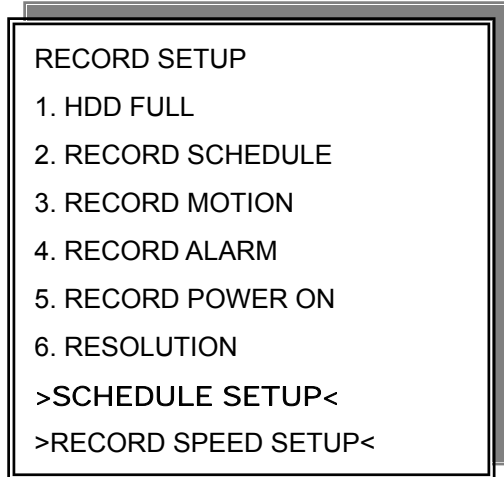 RECORD SETUP
1. HDD FULL
2. RECORD SCHEDULE
3. RECORD MOTION
4. RECORD ALARM
5. RECORD POWER ON
6. RESOLUTION
>SCHEDULE SETUP<
>RECORD SPEED SETUP<